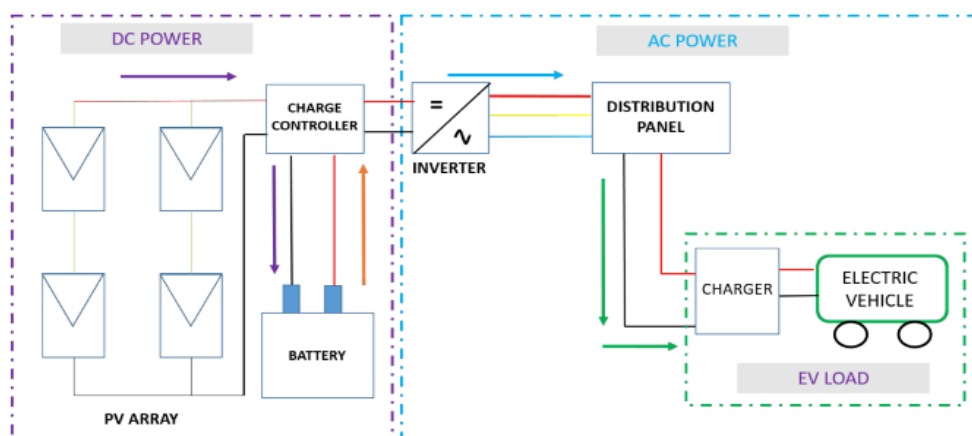 DC POWER
AC POWER
CHARGE
CONTROLLER
=
∿
INVERTER
DISTRIBUTION
PANEL
CHARGER
ELECTRIC
VEHICLE
BATTERY
EV LOAD
PV ARRAY